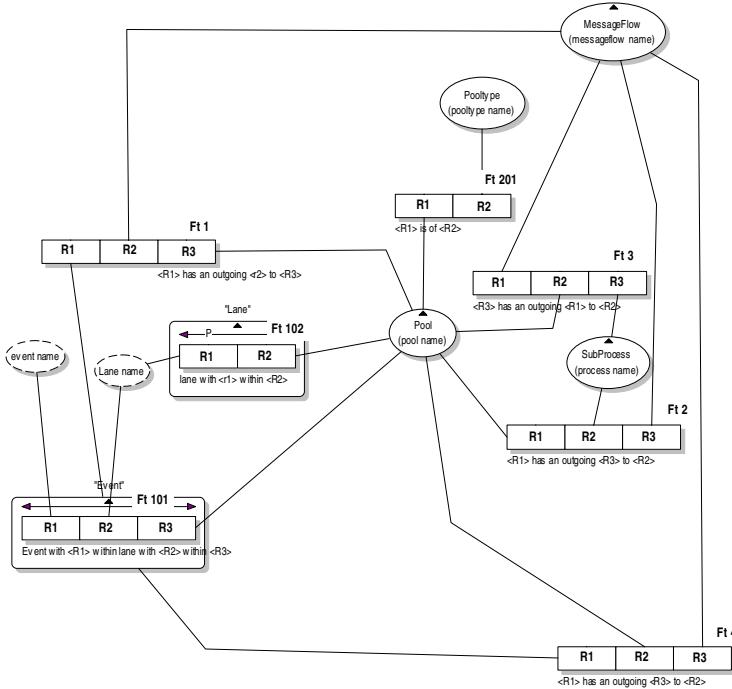 MessageFlow
(messageflow name)
Pooltype
(pooltype name)
Ft 201
R1 R2
<R1> is of <R2>
Ft 1
R1 R2 R3
<R1> has an outgoing <r2> to <R3>
Ft 3
R1 R2 R3
<R3> has an outgoing <R1> to <R2>
"Lane"
P
Ft 102
R1 R2
lane with <r1> within <R2>
Pool
(pool name)
event name
Lane name
SubProcess
(process name)
Ft 2
R1 R2 R3
<R1> has an outgoing <R3> to <R2>
"Event"
Ft 101
R1 R2 R3
Event with <R1> within lane with <R2> within <R3>
Ft 4
R1 R2 R3
<R1> has an outgoing <R3> to <R2>